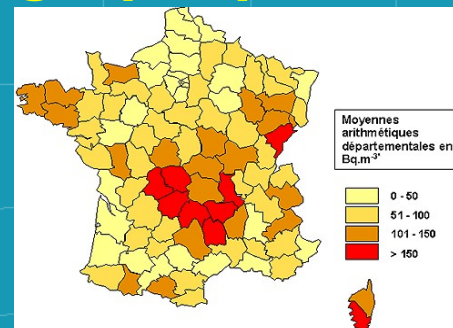 Moyennes
arithmétiques
départementales en
Bq.m⁻³
0 - 50
51 - 100
101 - 150
> 150